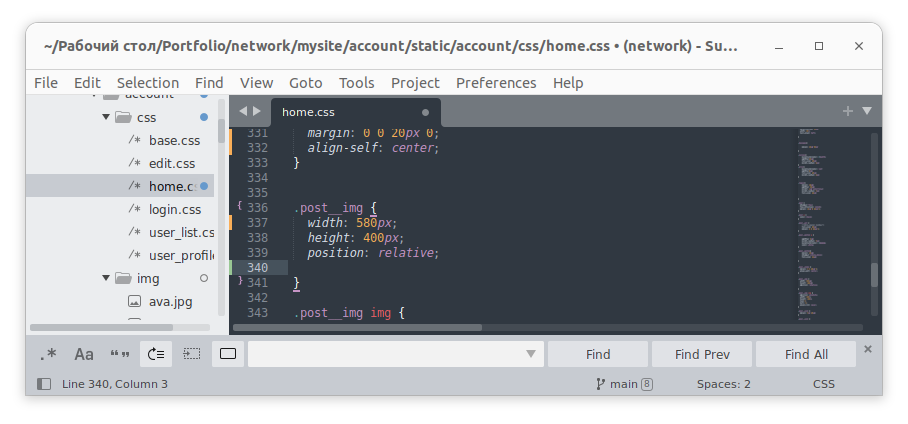 ~/Рабочий стол/Portfolio/network/mysite/account/static/account/css/home.css • (network) - Su...
File Edit Selection Find View Goto Tools Project Preferences Help
account
css
/* base.css
/* edit.css
/* home.c
/* login.css
/* user_list.cs
/* user_profile
img
ava.jpg
home.css
331 margin: 0 0 20px 0;
332 align-self: center;
333 }
334
335
{ 336 .post__img {
337 width: 580px;
338 height: 400px;
339 position: relative;
340
} 341 }
342
343 .post__img img {
.* Aa “” Find Find Prev Find All
Line 340, Column 3 main 8 Spaces: 2 CSS